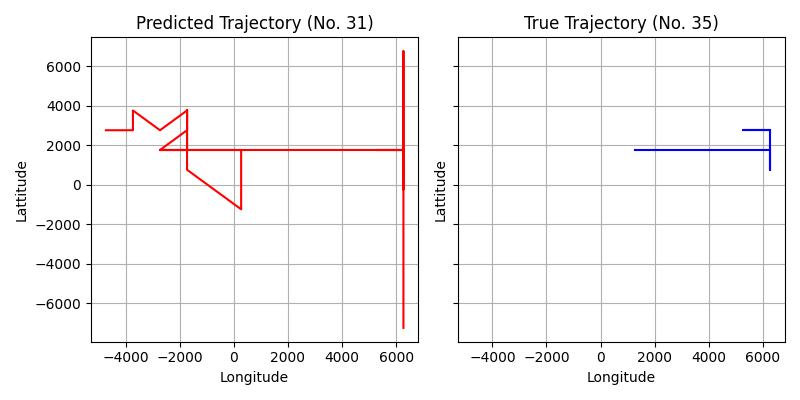 Predicted Trajectory (No. 31)
True Trajectory (No. 35)
Lattitude
6000
4000
2000
0
−2000
−4000
−6000
−4000 −2000 0 2000 4000 6000
Longitude
Lattitude
−4000 −2000 0 2000 4000 6000
Longitude